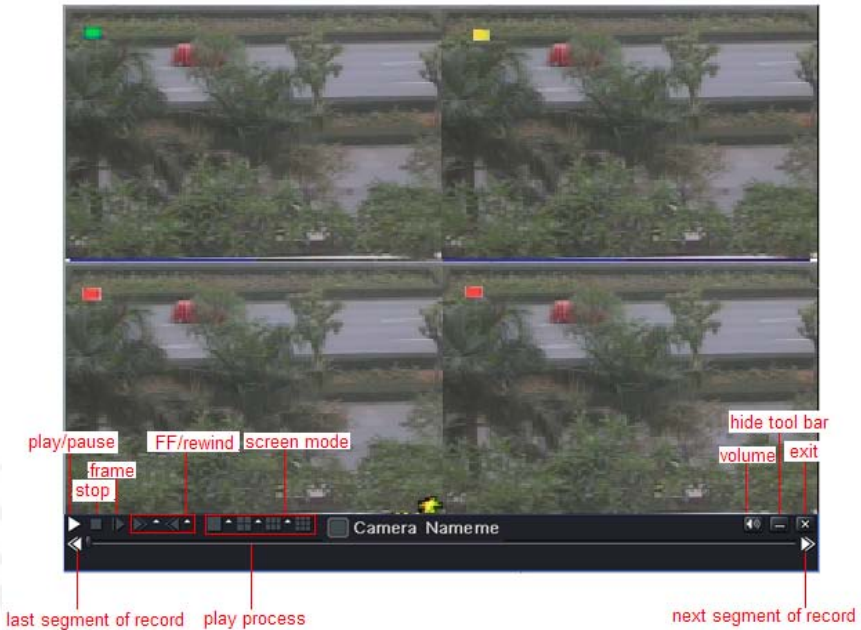 hide tool bar
play/pause
FF/rewind
screen mode
volume
exit
frame
stop
Camera Nameme
last segment of record
play process
next segment of record